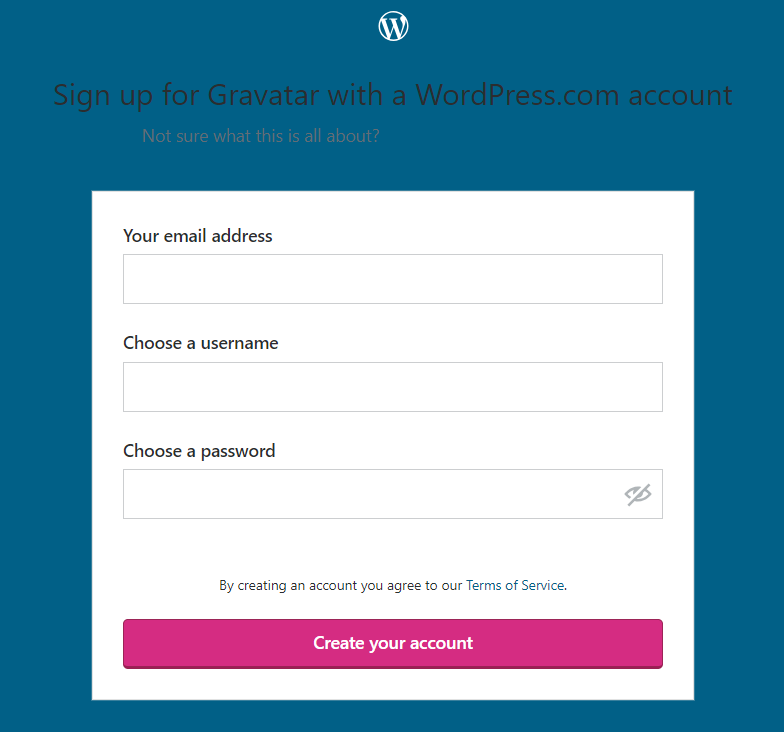 Sign up for Gravatar with a WordPress.com account
Not sure what this is all about?
Your email address
Choose a username
Choose a password
By creating an account you agree to our Terms of Service.
Create your account